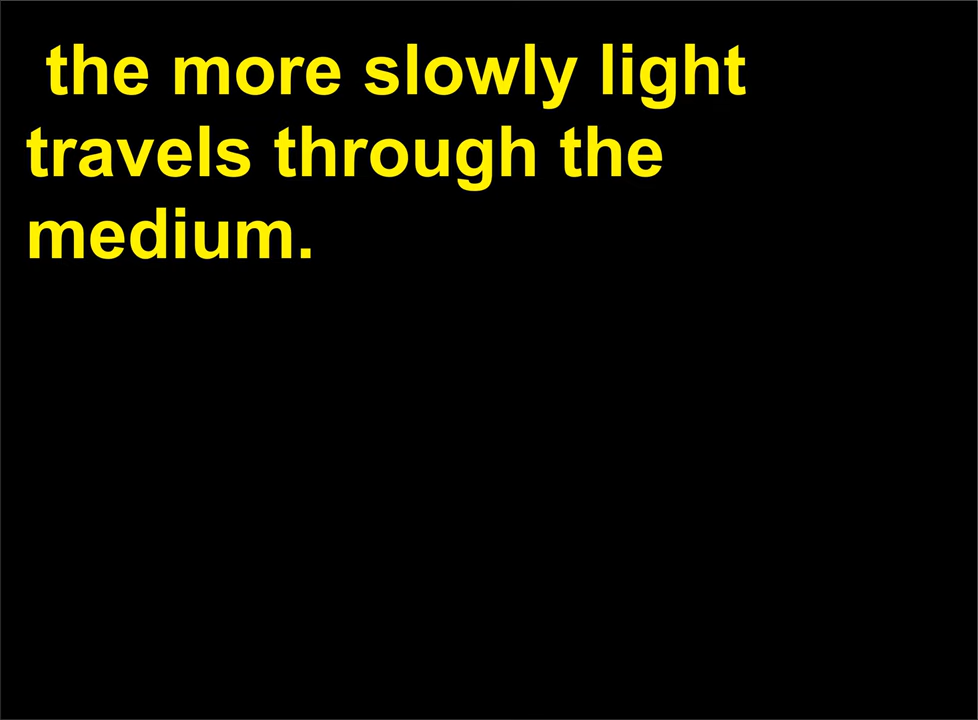 the more slowly light
travels through the
medium.